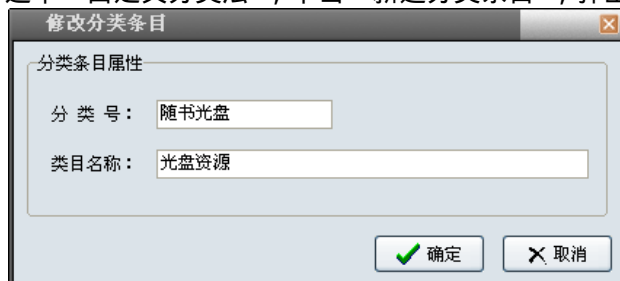 修改分类条目
分类条目属性
分 类 号： 随书光盘
类目名称： 光盘资源
确定 取消